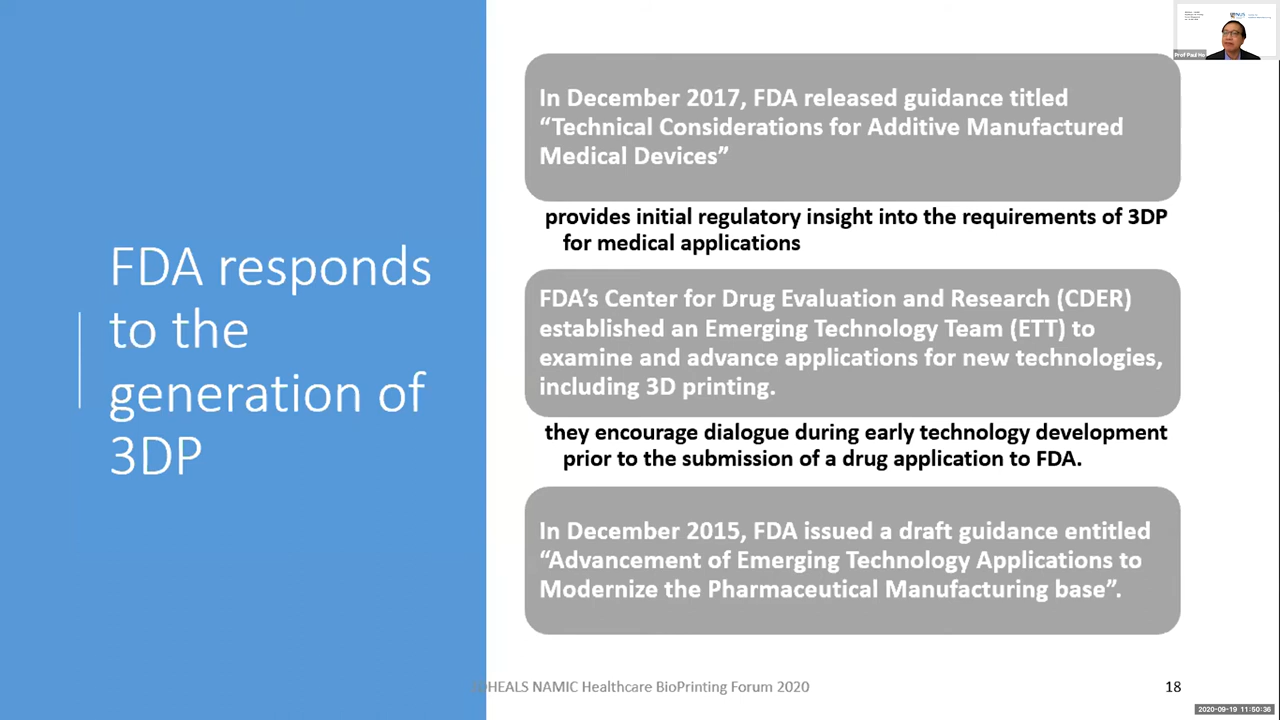 FDA responds
to the
generation of
3DP
In December 2017, FDA released guidance titled
“Technical Considerations for Additive Manufactured
Medical Devices”
provides initial regulatory insight into the requirements of 3DP
for medical applications
FDA’s Center for Drug Evaluation and Research (CDER)
established an Emerging Technology Team (ETT) to
examine and advance applications for new technologies,
including 3D printing.
they encourage dialogue during early technology development
prior to the submission of a drug application to FDA.
In December 2015, FDA issued a draft guidance entitled
“Advancement of Emerging Technology Applications to
Modernize the Pharmaceutical Manufacturing base”.
HEALS NAMIC Healthcare BioPrinting Forum 2020
18
Prof Paul Ho
NUS
2020-09-19 11:50:36